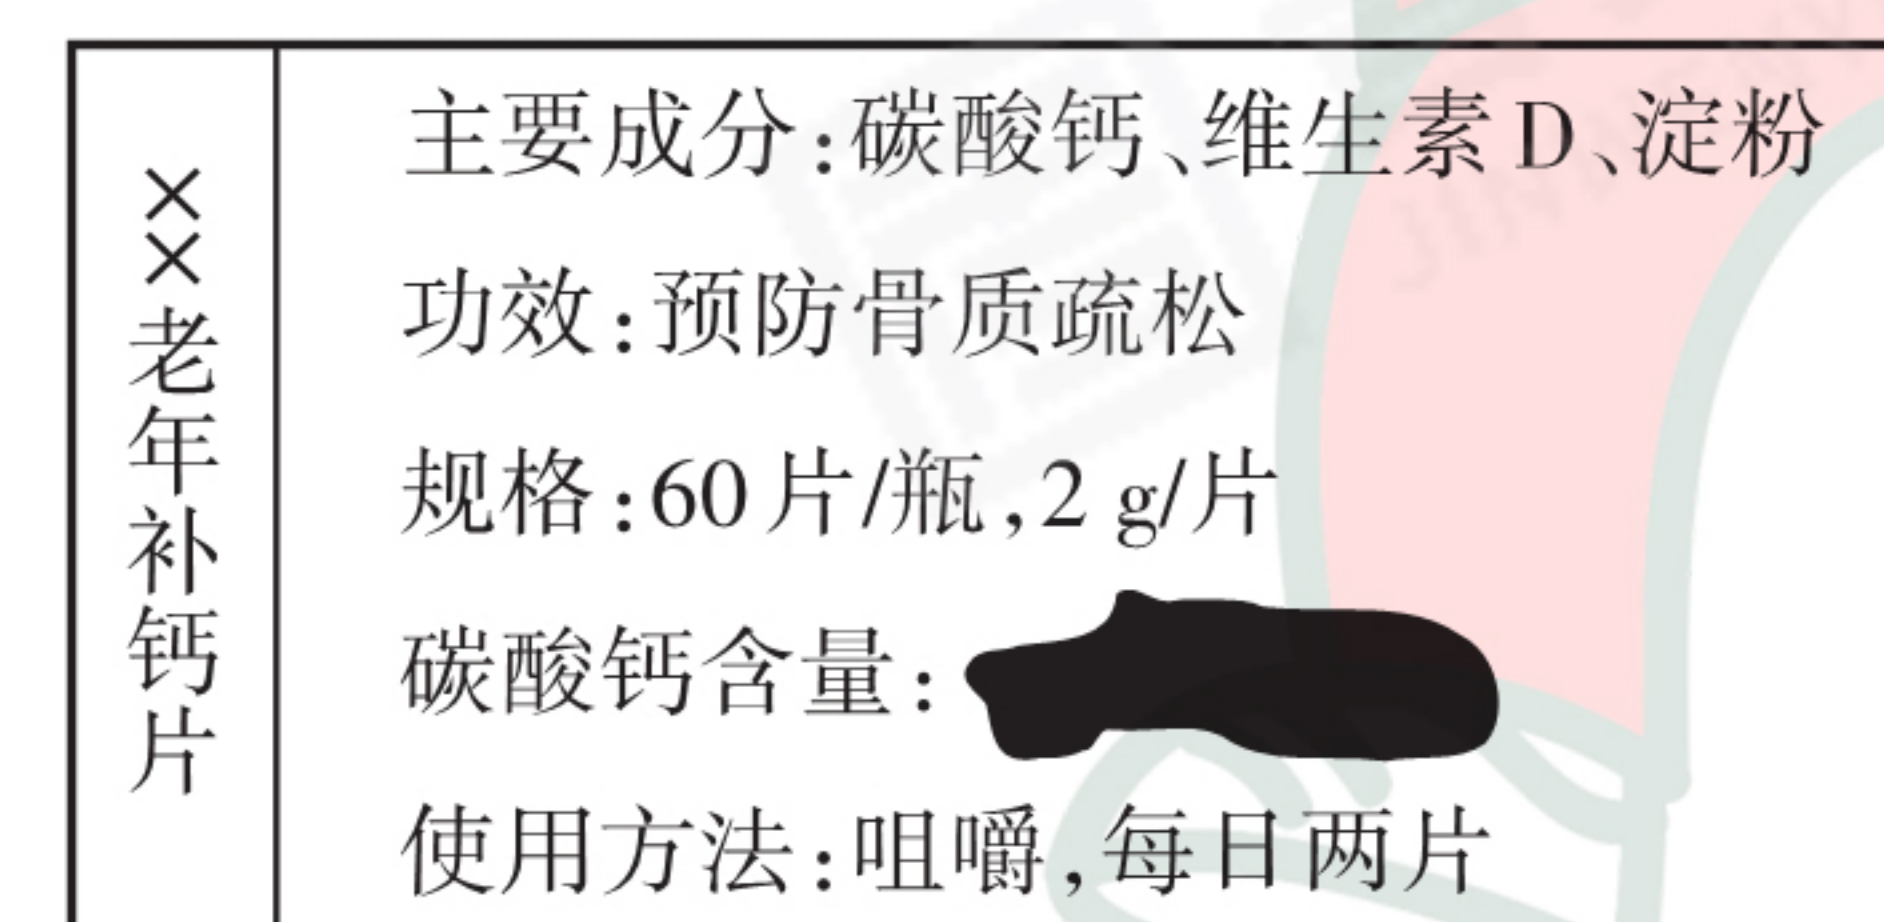 ××老年补钙片
主要成分:碳酸钙、维生素D、淀粉
功效:预防骨质疏松
规格:60片/瓶,2 g/片
碳酸钙含量:
使用方法:咀嚼,每日两片